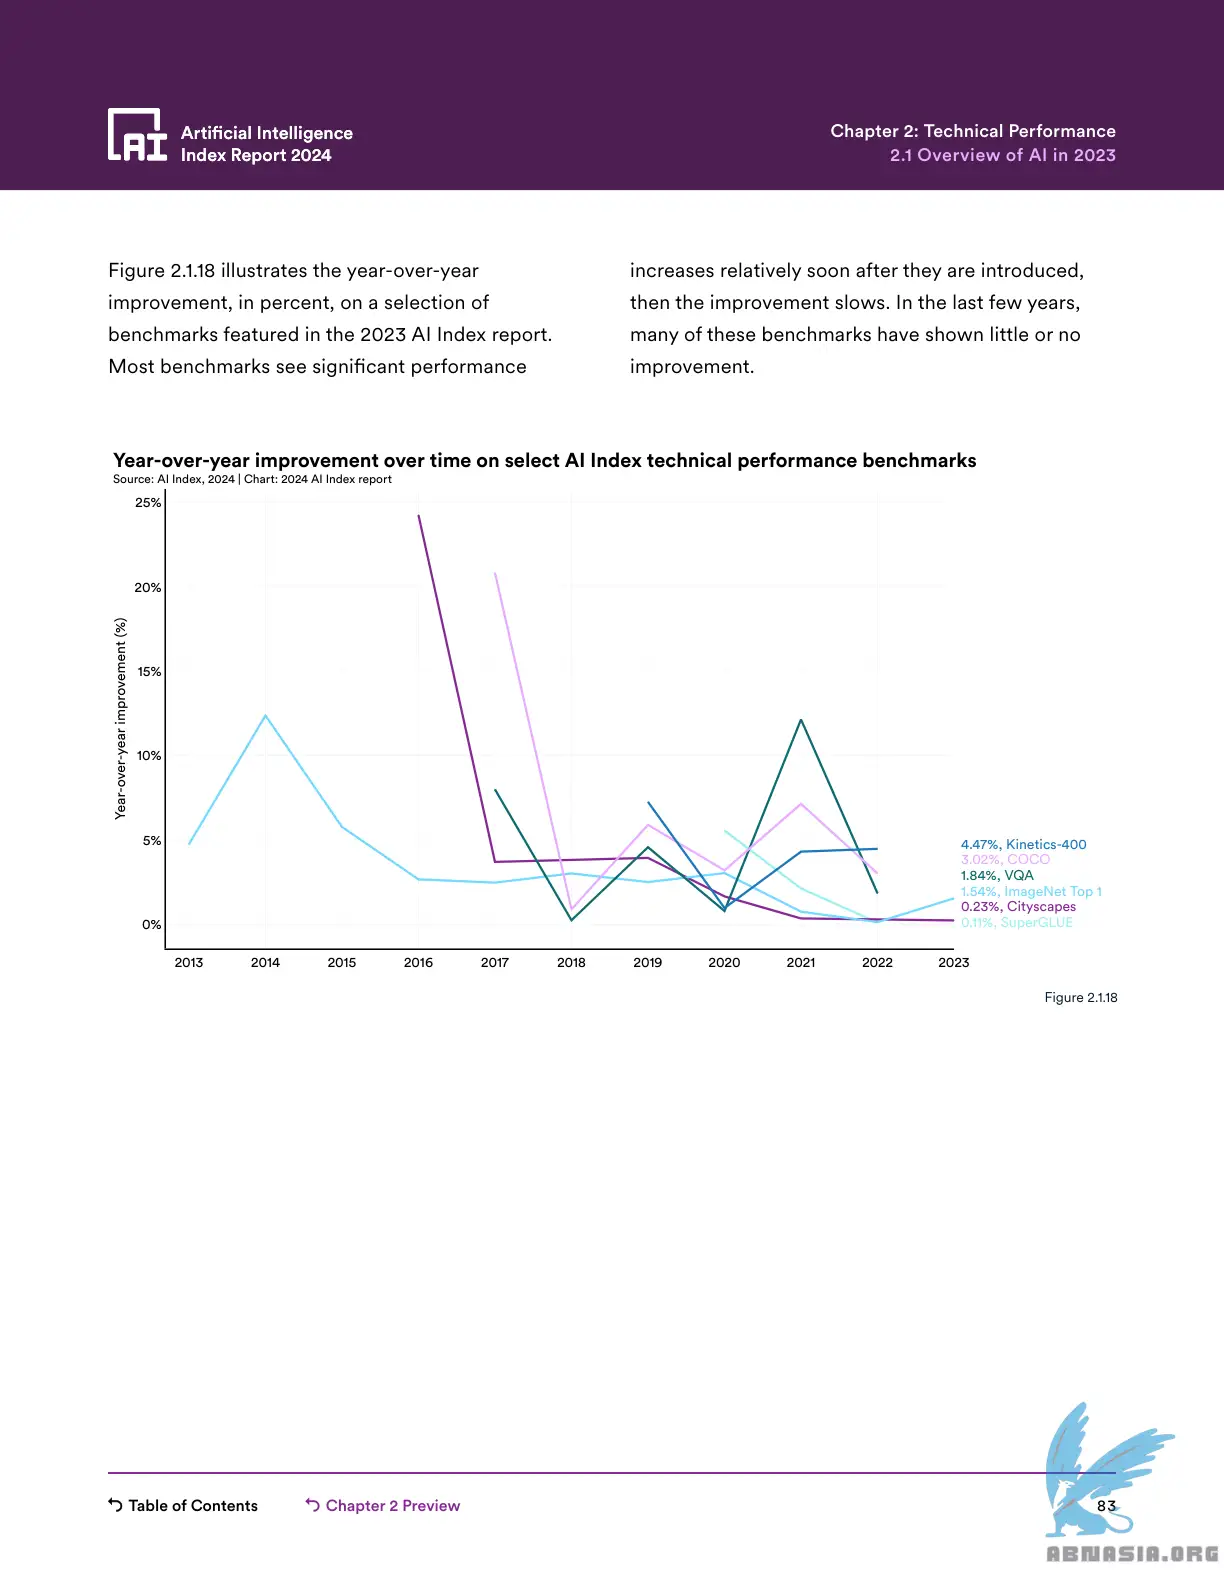 Artificial Intelligence
Index Report 2024
Chapter 2: Technical Performance
2.1 Overview of AI in 2023
Figure 2.1.18 illustrates the year-over-year
improvement, in percent, on a selection of
benchmarks featured in the 2023 AI Index report.
Most benchmarks see significant performance
increases relatively soon after they are introduced,
then the improvement slows. In the last few years,
many of these benchmarks have shown little or no
improvement.
Year-over-year improvement over time on select AI Index technical performance benchmarks
Source: AI Index, 2024 | Chart: 2024 AI Index report
25%
20%
15%
10%
5%
0%
Year-over-year improvement (%)
4.47%, Kinetics-400
3.02%, COCO
1.84%, VQA
1.54%, ImageNet Top 1
0.23%, Cityscapes
0.11%, SuperGLUE
2013 2014 2015 2016 2017 2018 2019 2020 2021 2022 2023
Figure 2.1.18
Table of Contents
Chapter 2 Preview
83
ABNASIA.ORG